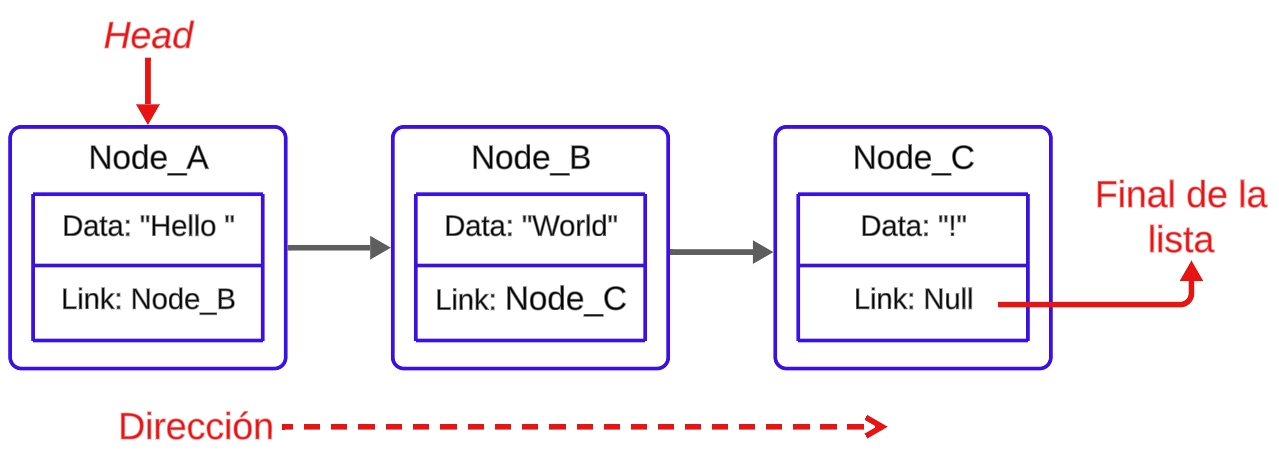 Head
Node_A
Data: "Hello "
Link: Node_B
Node_B
Data: "World"
Link: Node_C
Node_C
Data: "!"
Link: Null
Final de la
lista
Dirección